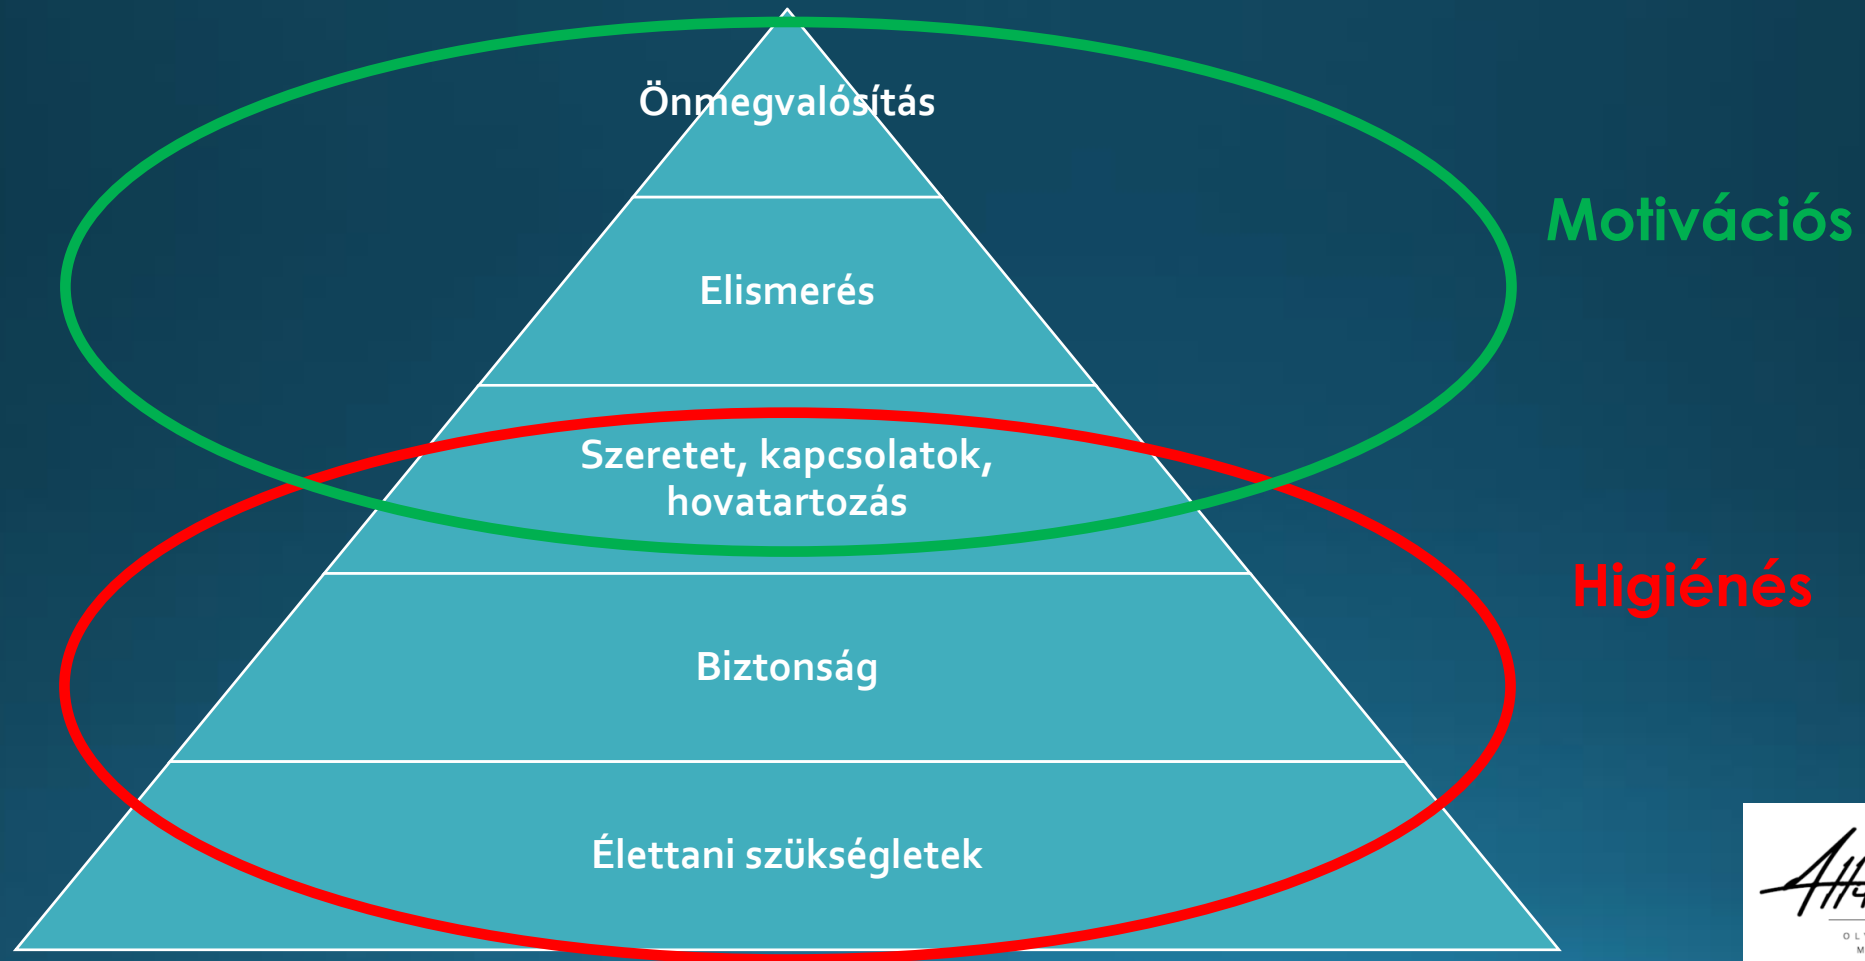 Önmegvalósítás
Motivációs
Elismerés
Szeretet, kapcsolatok,
hovatartozás
Higiénés
Biztonság
Élettani szükségletek